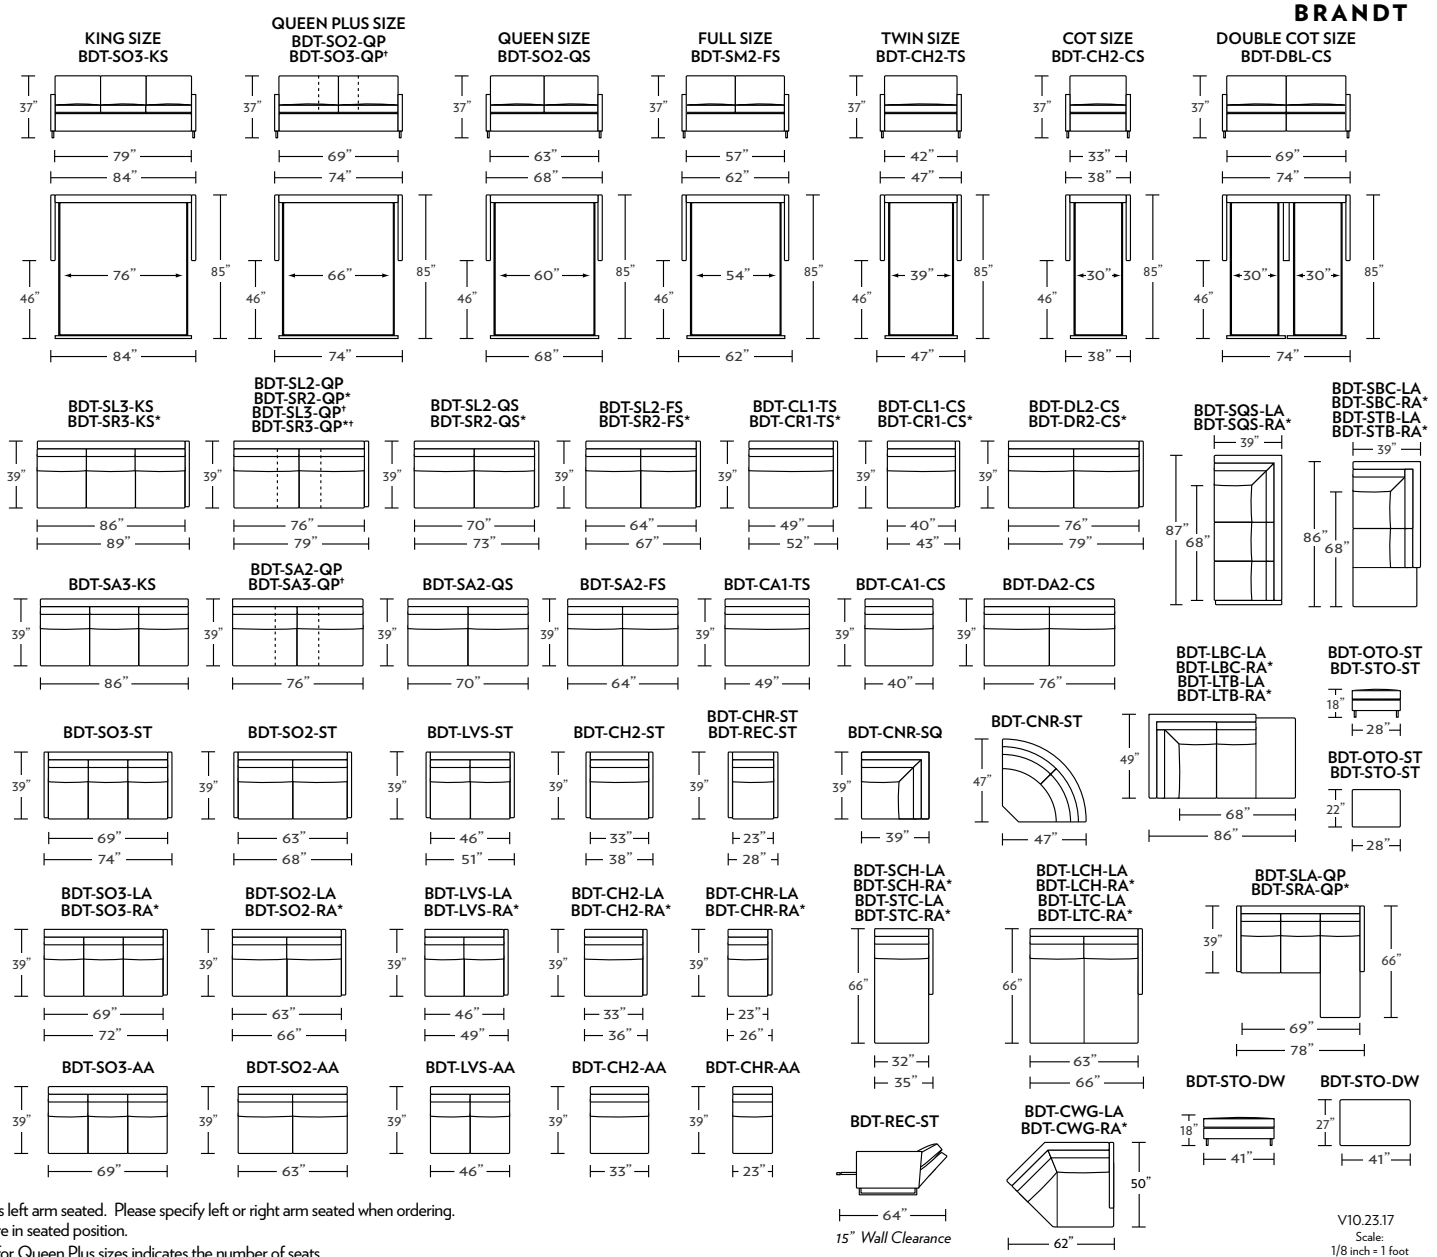 BRANDT
KING SIZE
BDT-SO3-KS
QUEEN PLUS SIZE
BDT-SO2-QP
BDT-SO3-QP†
QUEEN SIZE
BDT-SO2-QS
FULL SIZE
BDT-SM2-FS
TWIN SIZE
BDT-CH2-TS
COT SIZE
BDT-CH2-CS
DOUBLE COT SIZE
BDT-DBL-CS
37" 37" 37" 37" 37" 37" 37"
79" 69" 63" 57" 42" 33" 69"
84" 74" 68" 62" 47" 38" 74"
76" 85" 66" 85" 60" 85" 54" 85" 39" 85" 30" 85" 30" 30" 85"
46" 46" 46" 46" 46" 46" 46"
84" 74" 68" 62" 47" 38" 74"
BDT-SL3-KS
BDT-SR3-KS*
BDT-SL2-QP
BDT-SR2-QP*
BDT-SL3-QP†
BDT-SR3-QP*†
BDT-SL2-QS
BDT-SR2-QS*
BDT-SL2-FS
BDT-SR2-FS*
BDT-CL1-TS
BDT-CR1-TS*
BDT-CL1-CS
BDT-CR1-CS*
BDT-DL2-CS
BDT-DR2-CS*
BDT-SQS-LA
BDT-SQS-RA*
39"
87" 68"
BDT-SBC-LA
BDT-SBC-RA*
BDT-STB-LA
BDT-STB-RA*
39"
86" 68"
39" 39" 39" 39" 39" 39" 39"
86" 76" 70" 64" 49" 40" 76"
89" 79" 73" 67" 52" 43" 79"
BDT-SA3-KS
BDT-SA2-QP
BDT-SA3-QP†
BDT-SA2-QS
BDT-SA2-FS
BDT-CA1-TS
BDT-CA1-CS
BDT-DA2-CS
39" 39" 39" 39" 39" 39" 39"
86" 76" 70" 64" 49" 40" 76"
BDT-LBC-LA
BDT-LBC-RA*
BDT-LTB-LA
BDT-LTB-RA*
49"
68"
86"
BDT-OTO-ST
BDT-STO-ST
18"
28"
BDT-OTO-ST
BDT-STO-ST
22"
28"
BDT-SO3-ST
BDT-SO2-ST
BDT-LVS-ST
BDT-CH2-ST
BDT-CHR-ST
BDT-REC-ST
BDT-CNR-SQ
BDT-CNR-ST
39" 39" 39" 39" 39" 39" 47"
69" 63" 46" 33" 23" 39" 47"
74" 68" 51" 38" 28"
BDT-SO3-LA
BDT-SO3-RA*
BDT-SO2-LA
BDT-SO2-RA*
BDT-LVS-LA
BDT-LVS-RA*
BDT-CH2-LA
BDT-CH2-RA*
BDT-CHR-LA
BDT-CHR-RA*
BDT-SCH-LA
BDT-SCH-RA*
BDT-STC-LA
BDT-STC-RA*
BDT-LCH-LA
BDT-LCH-RA*
BDT-LTC-LA
BDT-LTC-RA*
BDT-SLA-QP
BDT-SRA-QP*
39" 39" 39" 39" 39" 66" 66" 39" 66"
69" 63" 46" 33" 23" 32" 63" 69"
72" 66" 49" 36" 26" 35" 66" 78"
BDT-SO3-AA
BDT-SO2-AA
BDT-LVS-AA
BDT-CH2-AA
BDT-CHR-AA
39" 39" 39" 39" 39"
69" 63" 46" 33" 23"
BDT-REC-ST
64"
15" Wall Clearance
BDT-CWG-LA
BDT-CWG-RA*
50"
62"
BDT-STO-DW
18"
41"
BDT-STO-DW
27"
41"
s left arm seated. Please specify left or right arm seated when ordering.
e in seated position.
for Queen Plus sizes indicates the number of seats
V10.23.17
Scale:
1/8 inch = 1 foot